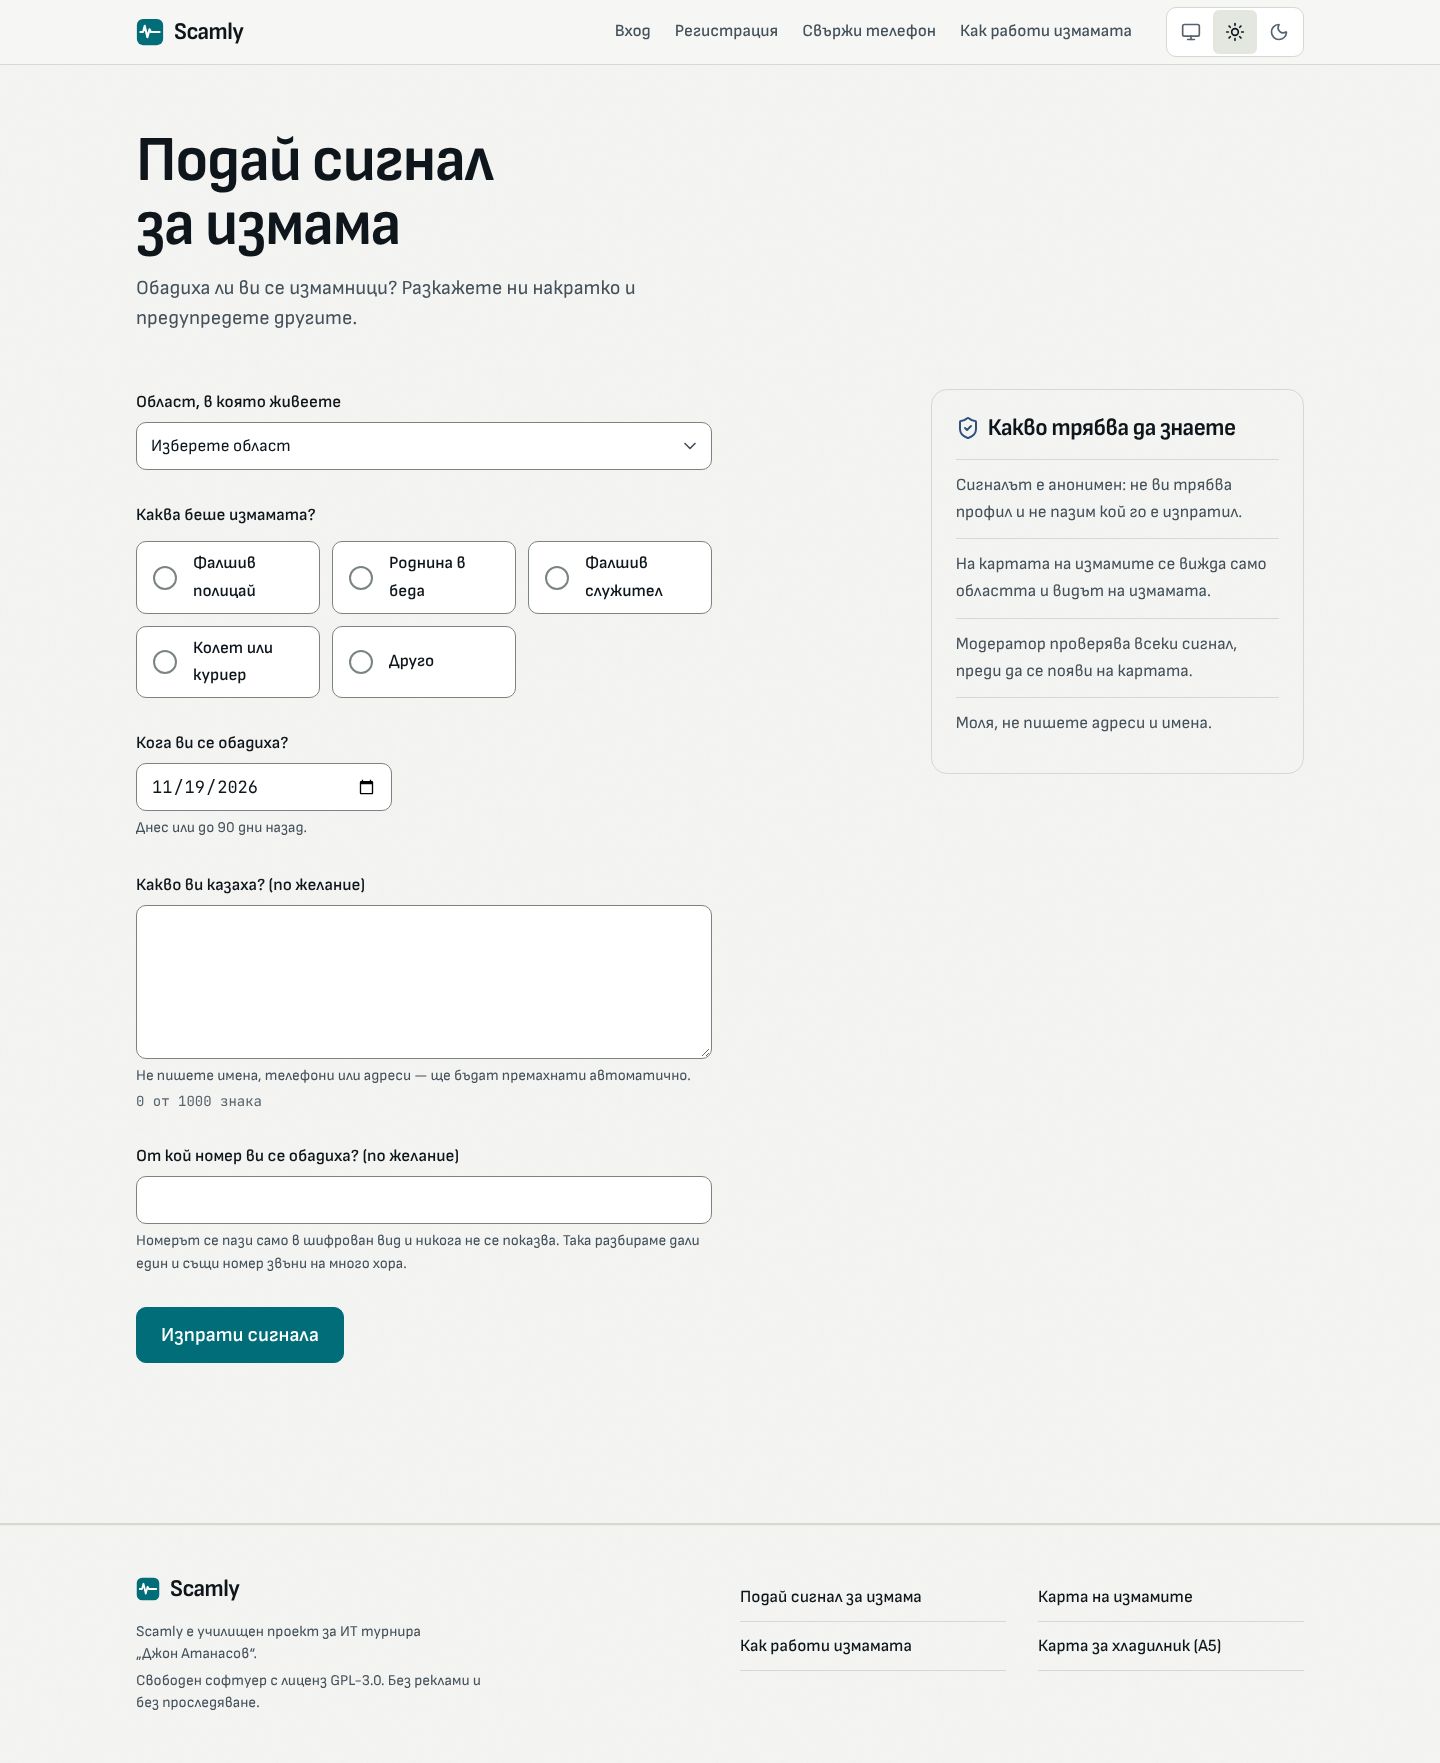 Scamly
Вход
Регистрация
Свържи телефон
Как работи измамата
Подай сигнал
за измама
Обадиха ли ви се измамници? Разкажете ни накратко и
предупредете другите.
Област, в която живеете
Изберете област
Каква беше измамата?
Фалшив
полицай
Роднина в
беда
Фалшив
служител
Колет или
куриер
Друго
Кога ви се обадиха?
11/19/2026
Днес или до 90 дни назад.
Какво ви казаха? (по желание)
Не пишете имена, телефони или адреси — ще бъдат премахнати автоматично.
0 от 1000 знака
От кой номер ви се обадиха? (по желание)
Номерът се пази само в шифрован вид и никога не се показва. Така разбираме дали
един и същи номер звъни на много хора.
Изпрати сигнала
Какво трябва да знаете
Сигналът е анонимен: не ви трябва
профил и не пазим кой го е изпратил.
На картата на измамите се вижда само
областта и видът на измамата.
Модератор проверява всеки сигнал,
преди да се появи на картата.
Моля, не пишете адреси и имена.
Scamly
Scamly е училищен проект за ИТ турнира
„Джон Атанасов“.
Свободен софтуер с лиценз GPL-3.0. Без реклами и
без проследяване.
Подай сигнал за измама
Карта на измамите
Как работи измамата
Карта за хладилник (A5)